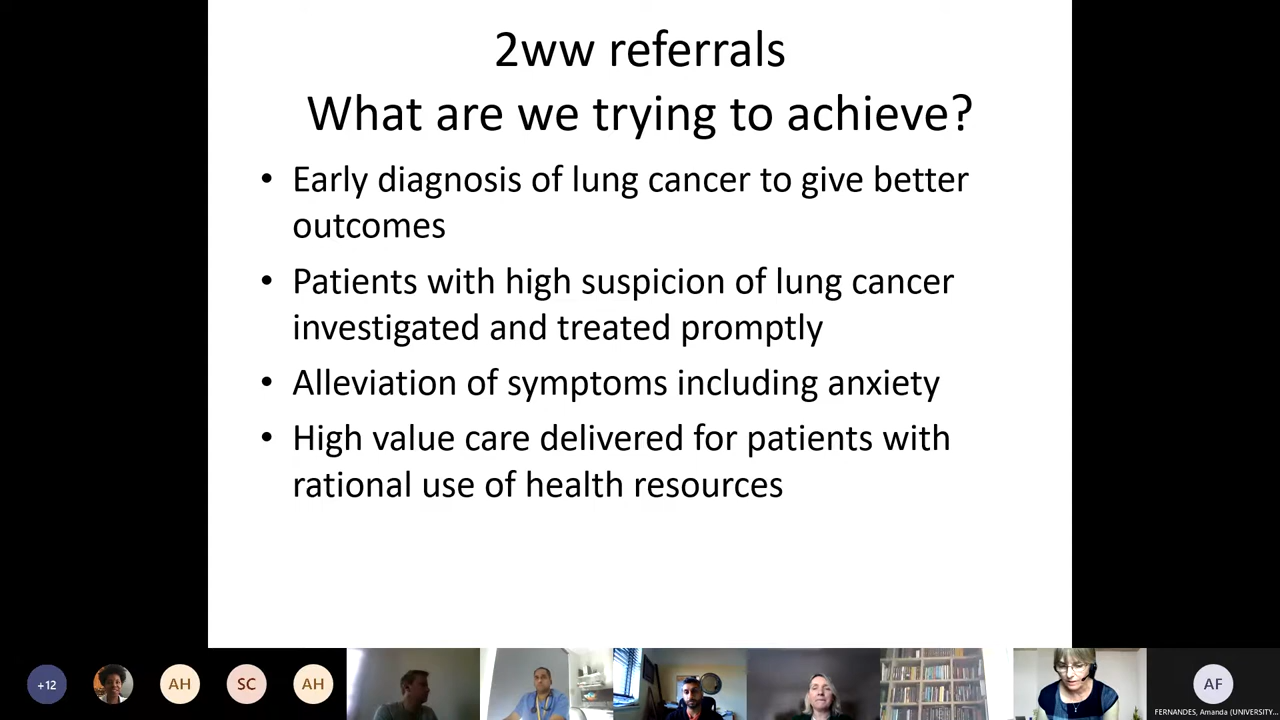 2ww referrals
What are we trying to achieve?
• Early diagnosis of lung cancer to give better
outcomes
• Patients with high suspicion of lung cancer
investigated and treated promptly
• Alleviation of symptoms including anxiety
• High value care delivered for patients with
rational use of health resources
+12
AH
SC
AH
AF
FERNANDES, Amanda (UNIVERSITY...